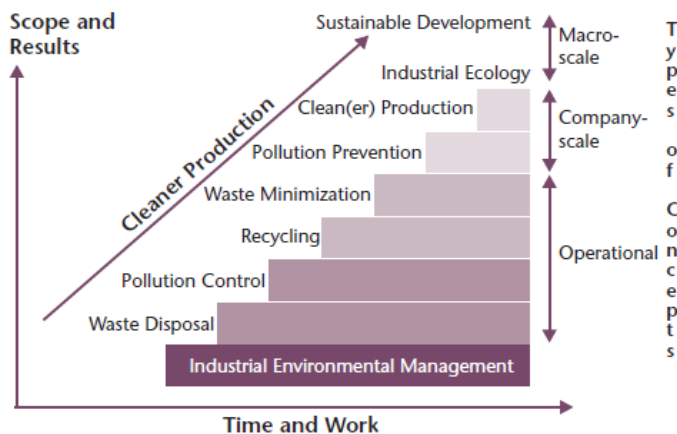 Scope and
Results
Sustainable Development
Macro-
scale
Industrial Ecology
Clean(er) Production
Company-
scale
Pollution Prevention
Cleaner Production
Waste Minimization
Recycling
Operational
Pollution Control
Waste Disposal
Industrial Environmental Management
Time and Work
Types of Concepts